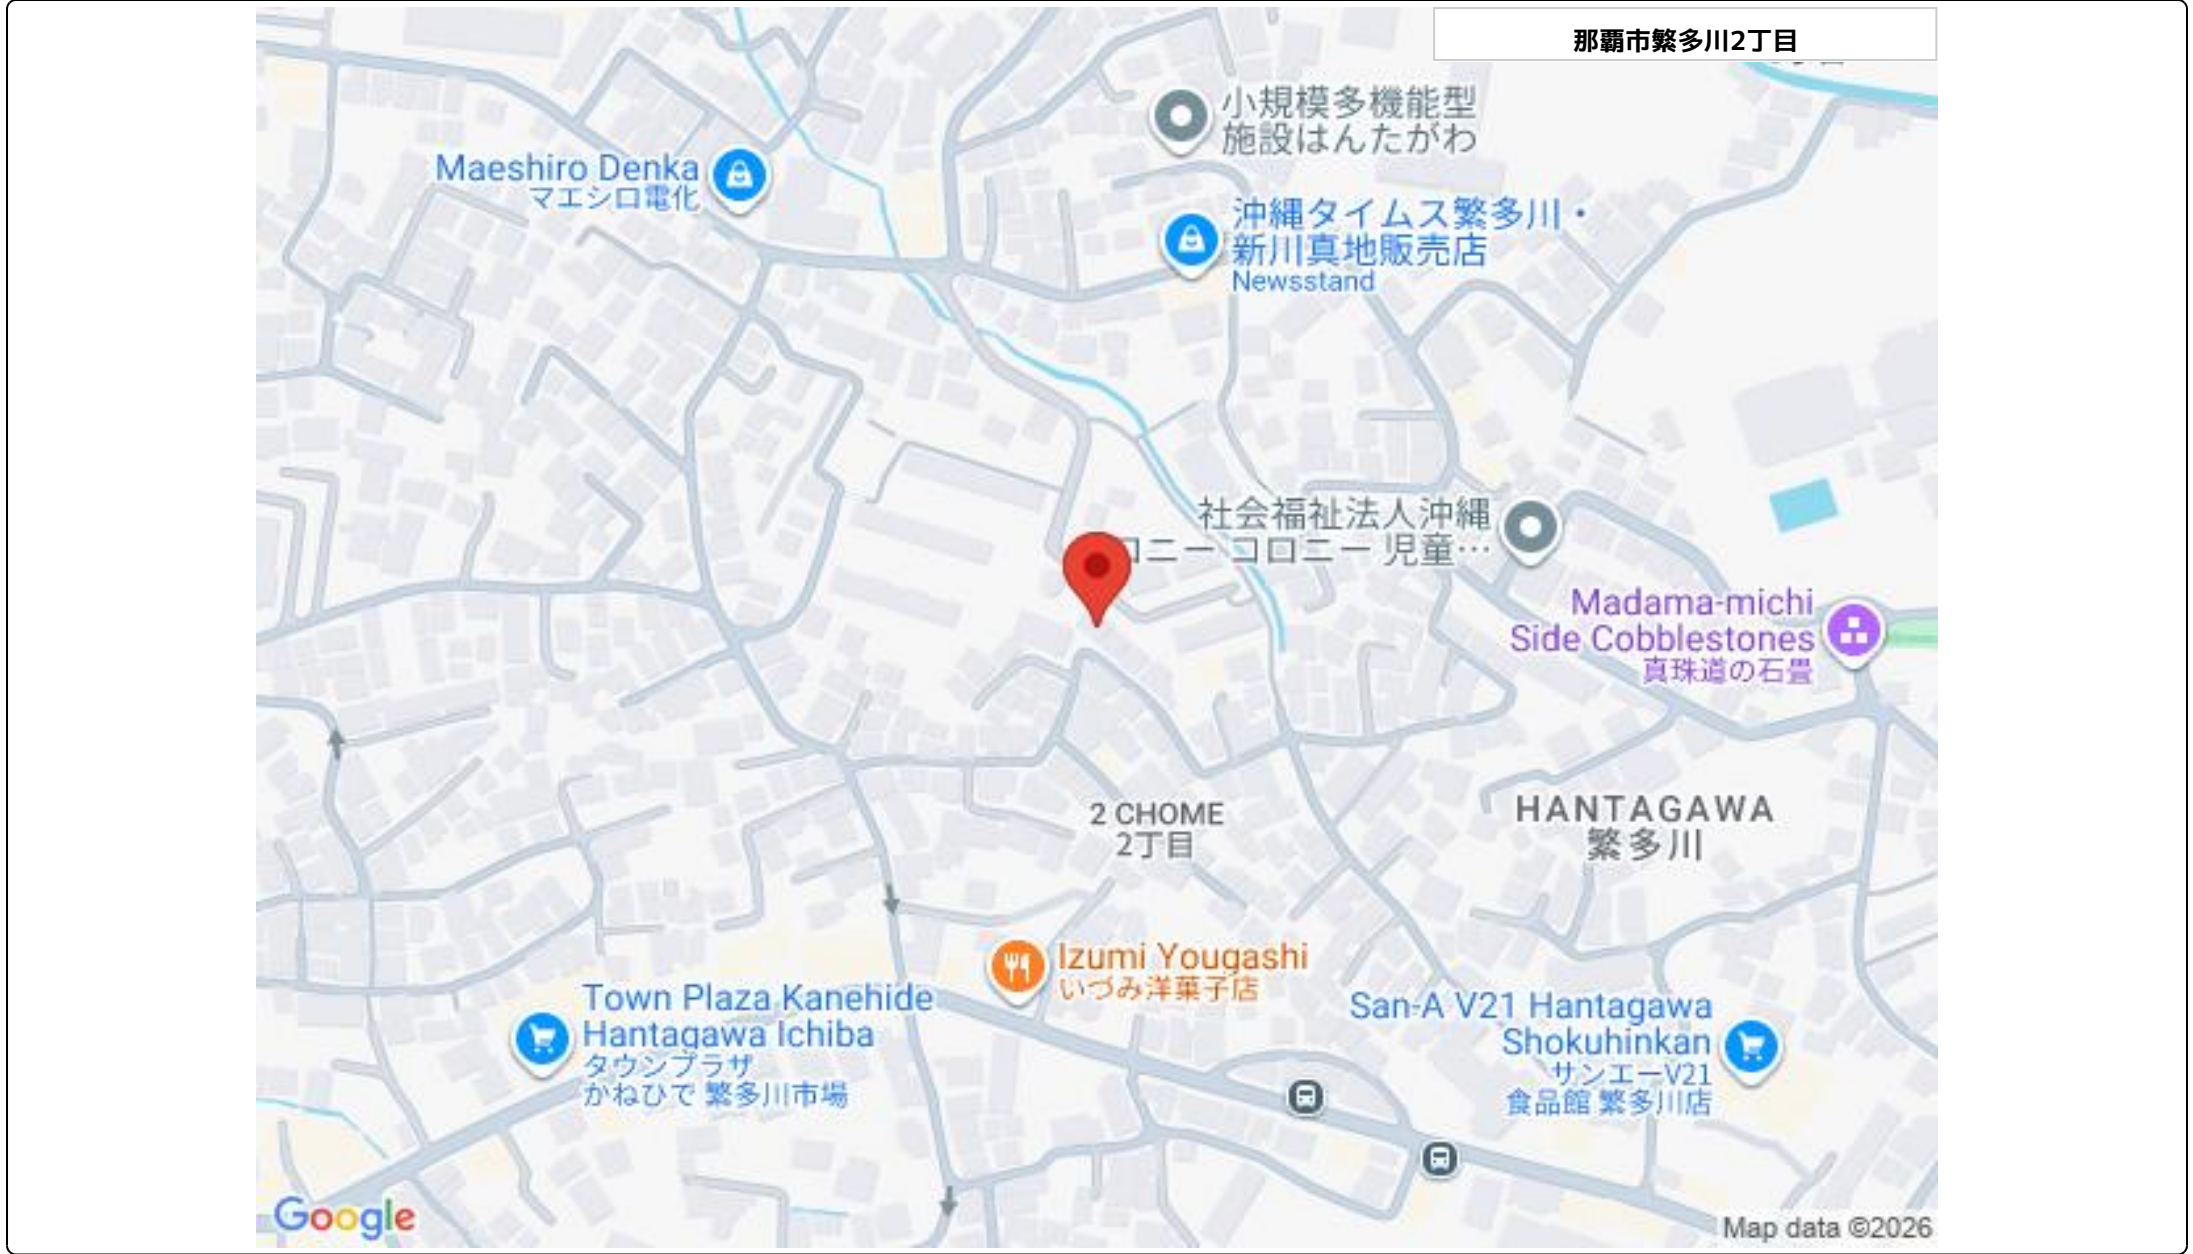 那覇市繁多川2丁目
小規模多機能型
施設はんたがわ
Maeshiro Denka
マエシロ電化
沖縄タイムス繁多川・
新川真地販売店
Newsstand
社会福祉法人沖縄
ロニー コロニー 児童…
Madama-michi
Side Cobblestones
真珠道の石畳
2 CHOME
2丁目
HANTAGAWA
繁多川
Izumi Yougashi
いづみ洋菓子店
Town Plaza Kanehide
Hantagawa Ichiba
タウンプラザ
かねひで 繁多川市場
San-A V21 Hantagawa
Shokuhinkan
サンエーV21
食品館 繁多川店
Google
Map data ©2026